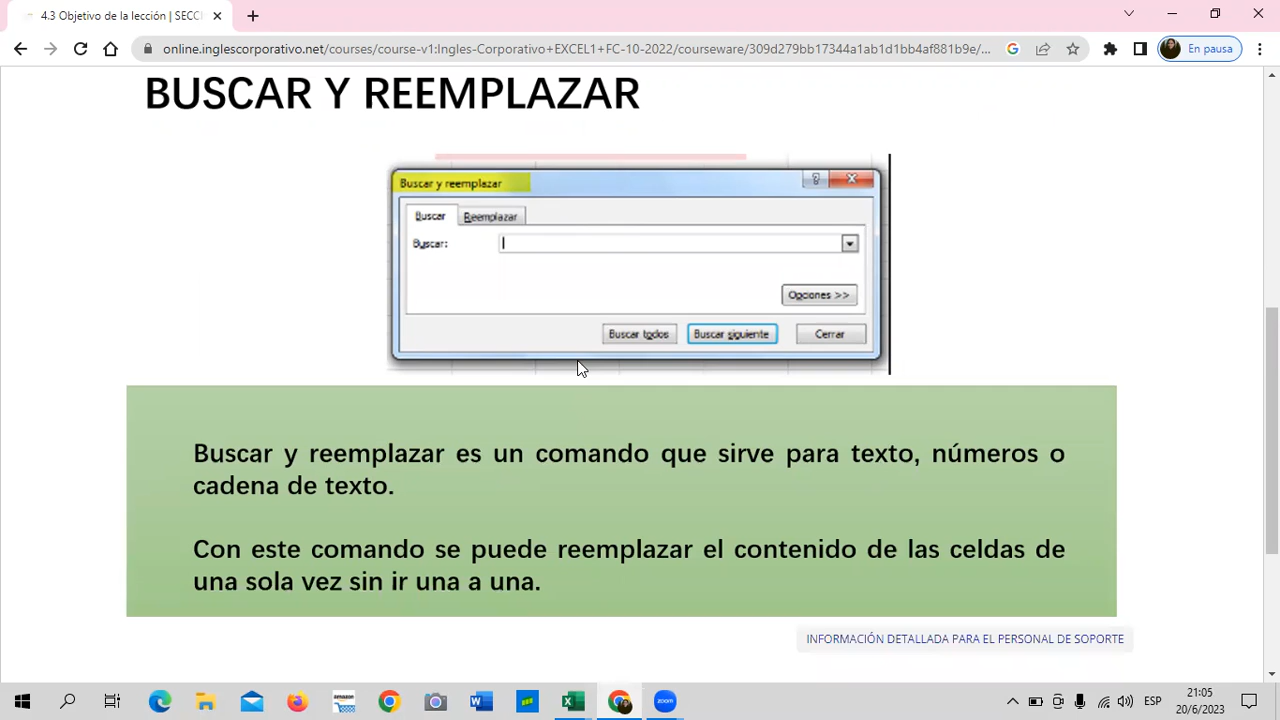 4.3 Objetivo de la lección | SECCI
online.inglescorporativo.net/courses/course-v1:Ingles-Corporativo+EXCEL1+FC-10-2022/courseware/309d279bb17344a1ab1d1bb4af881b9e/...
En pausa
BUSCAR Y REEMPLAZAR
Buscar y reemplazar
Buscar Reemplazar
Buscar:
Opciones >>
Buscar todos Buscar siguiente Cerrar
Buscar y reemplazar es un comando que sirve para texto, números o
cadena de texto.
Con este comando se puede reemplazar el contenido de las celdas de
una sola vez sin ir una a una.
INFORMACIÓN DETALLADA PARA EL PERSONAL DE SOPORTE
amazon
zoom
ESP
21:05
20/6/2023